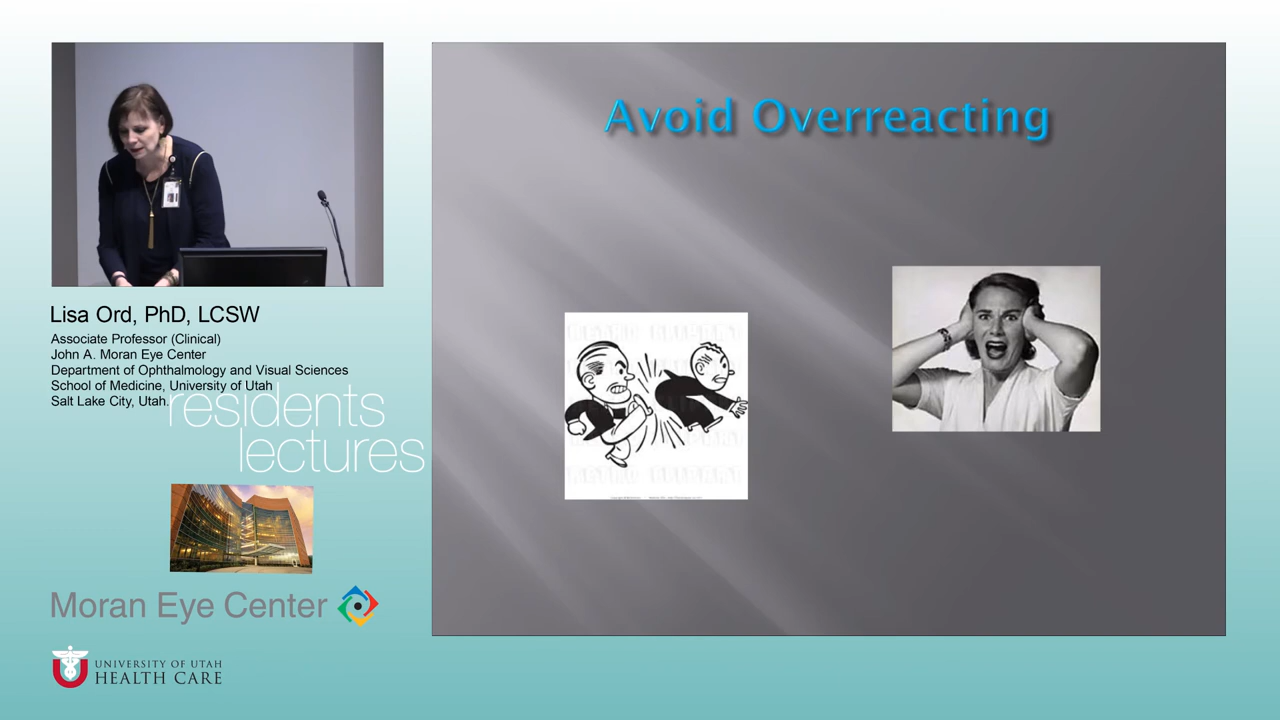 Avoid Overreacting
Lisa Ord, PhD, LCSW
Associate Professor (Clinical)
John A. Moran Eye Center
Department of Ophthalmology and Visual Sciences
School of Medicine, University of Utah
Salt Lake City, Utah.
residents
lectures
Moran Eye Center
UNIVERSITY OF UTAH
HEALTH CARE